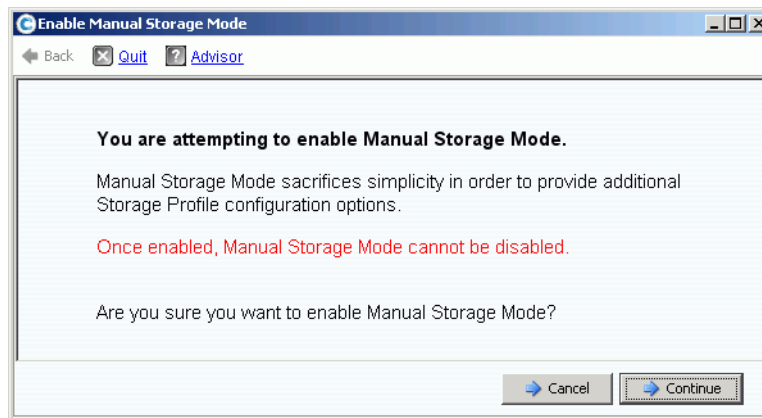 Enable Manual Storage Mode
Back Quit Advisor
You are attempting to enable Manual Storage Mode.
Manual Storage Mode sacrifices simplicity in order to provide additional
Storage Profile configuration options.
Once enabled, Manual Storage Mode cannot be disabled.
Are you sure you want to enable Manual Storage Mode?
Cancel Continue